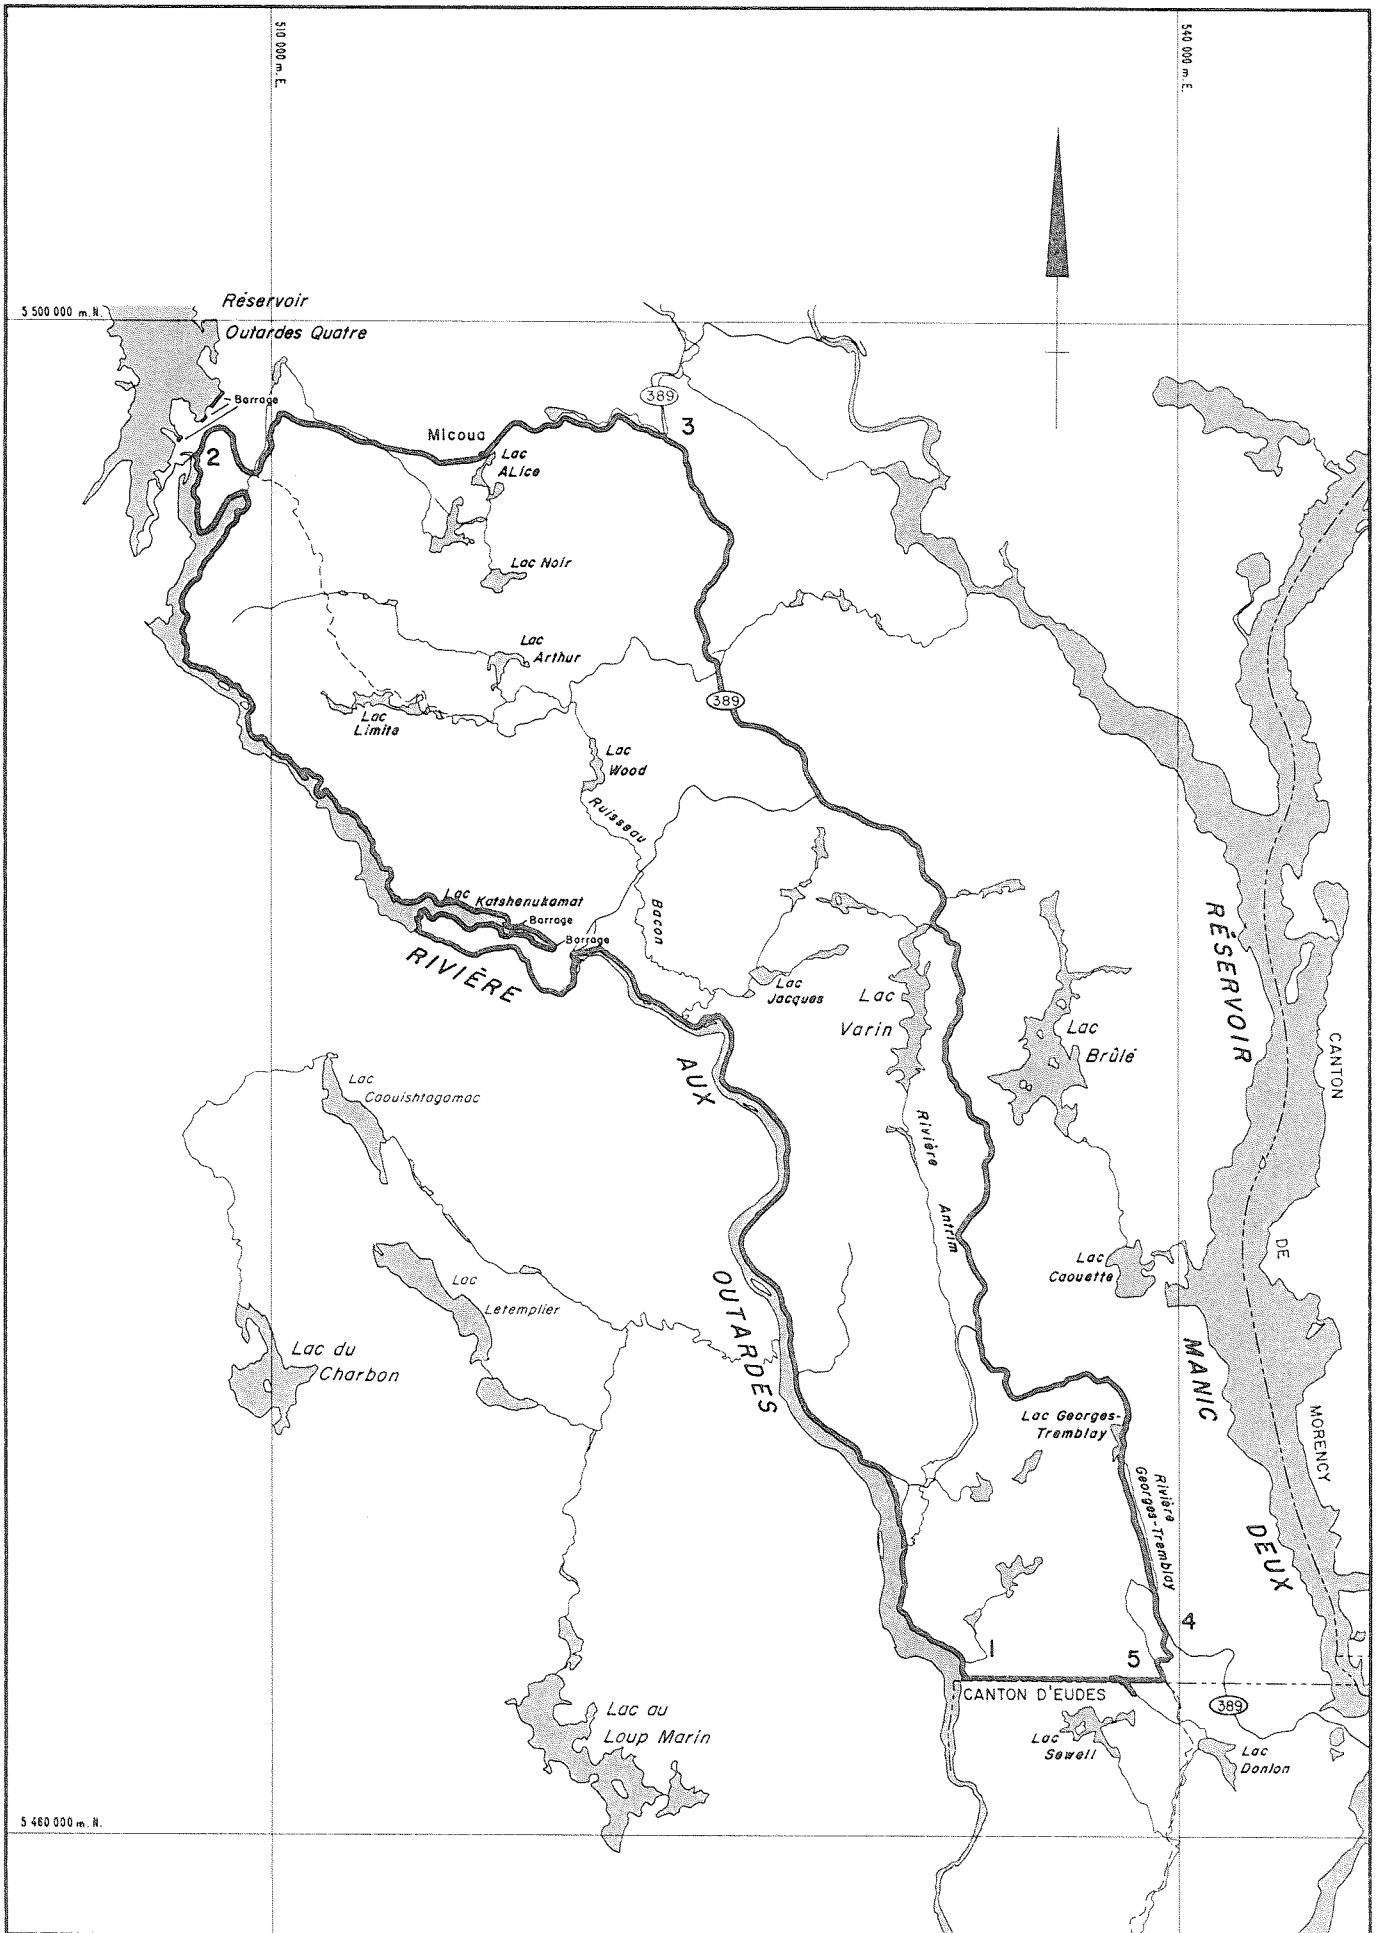 510 000 m.E.
540 000 m.E.
5 500 000 m.N.
Réservoir
Outardes Quatre
Barrage
389
3
Micoua
2
Lac
ALice
Lac Noir
Lac
Arthur
389
Lac
Limite
Lac
Wood
Ruisseau
Bacon
Lac Katshenukamat
Barrage
Barrage
RIVIÈRE
AUX
OUTARDES
Lac
Jacques
Lac
Varin
Lac
Brûlé
RÉSERVOIR
MANIC
DEUX
CANTON
DE
MORENCY
Lac
Caouishtagamac
Rivière
Antrim
Lac
Caouette
Lac
Letemplier
Lac du
Charbon
Lac Georges-
Tremblay
Rivière
Georges-Tremblay
4
1
5
CANTON D'EUDES
389
Lac au
Loup Marin
Lac
Sewell
Lac
Donlon
5 460 000 m.N.